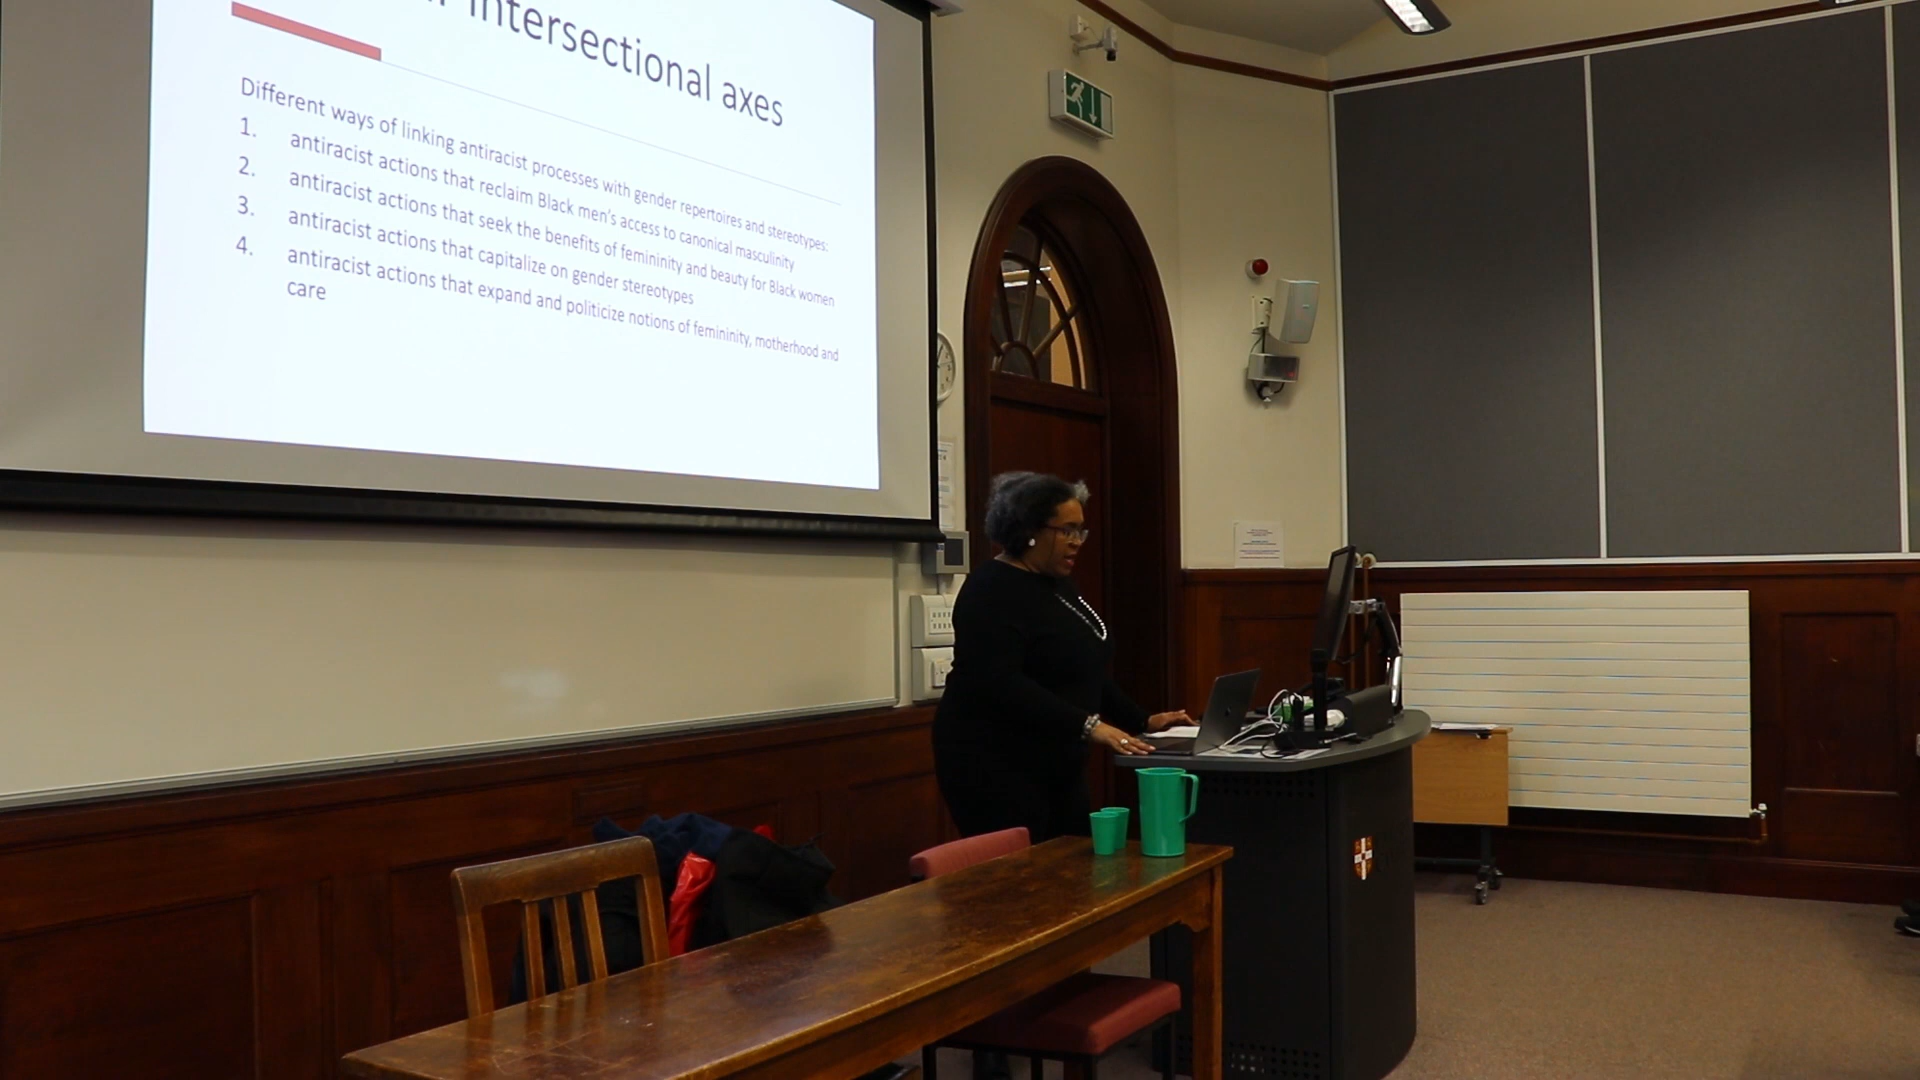 intersectional axes
Different ways of linking antiracist processes with gender repertoires and stereotypes:
1. antiracist actions that reclaim Black men's access to canonical masculinity
2. antiracist actions that seek the benefits of femininity and beauty for Black women
3. antiracist actions that capitalize on gender stereotypes
4. antiracist actions that expand and politicize notions of femininity, motherhood and
care